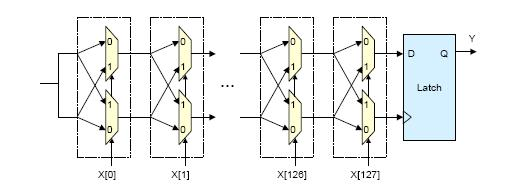 0 0 0 0
1 1 1 1
... D Q Y
Latch
1 1 1 1
0 0 0 0
X[0] X[1] X[126] X[127]